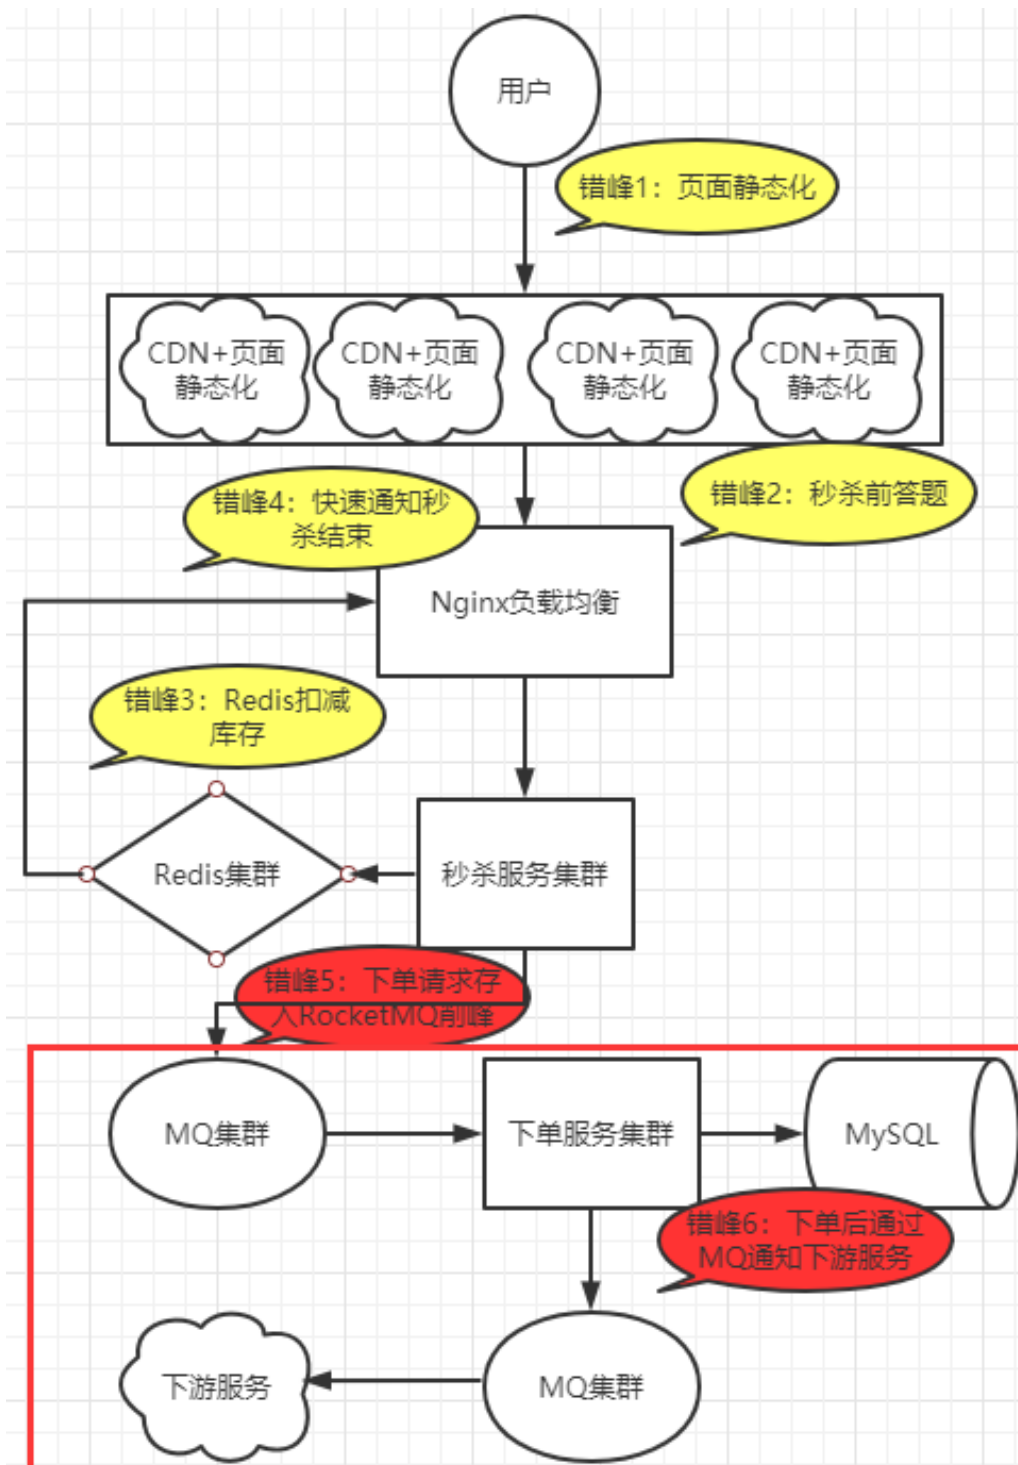 用户
错峰1：页面静态化
CDN+页面
静态化
CDN+页面
静态化
CDN+页面
静态化
CDN+页面
静态化
错峰4：快速通知秒
杀结束
错峰2：秒杀前答题
Nginx负载均衡
错峰3：Redis扣减
库存
Redis集群
秒杀服务集群
错峰5：下单请求存
入RocketMQ削峰
MQ集群
下单服务集群
MySQL
错峰6：下单后通过
MQ通知下游服务
下游服务
MQ集群